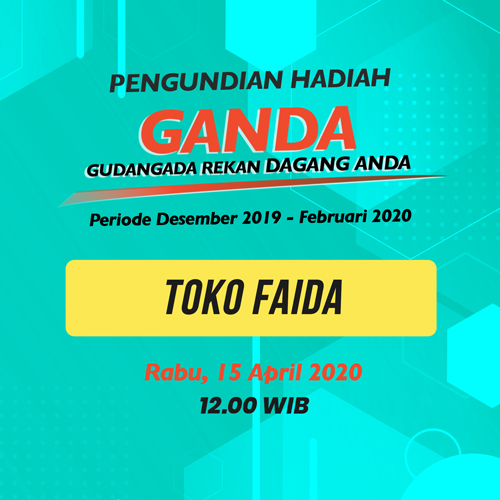 PENGUNDIAN HADIAH
GANDA
GUDANGADA REKAN DAGANG ANDA
Periode Desember 2019 - Februari 2020
TOKO FAIDA
Rabu, 15 April 2020
12.00 WIB